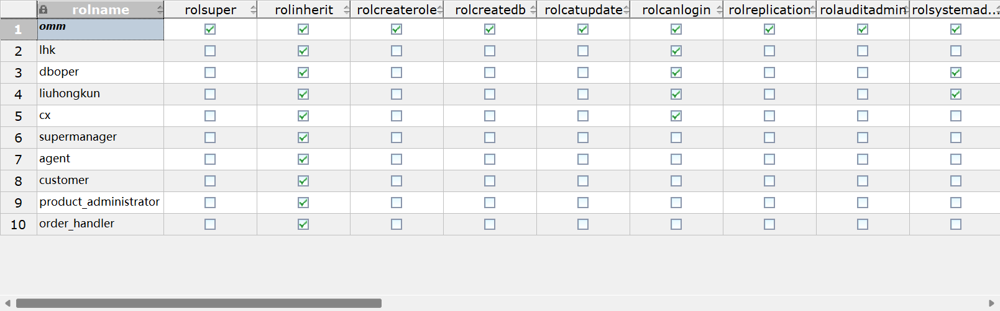 rolname rolsuper rolinherit rolcreaterole rolcreatedb rolcatupdate rolcanlogin rolreplication rolauditadmin rolsystemad...
1 omm
2 lhk
3 dboper
4 liuhongkun
5 cx
6 supermanager
7 agent
8 customer
9 product_administrator
10 order_handler